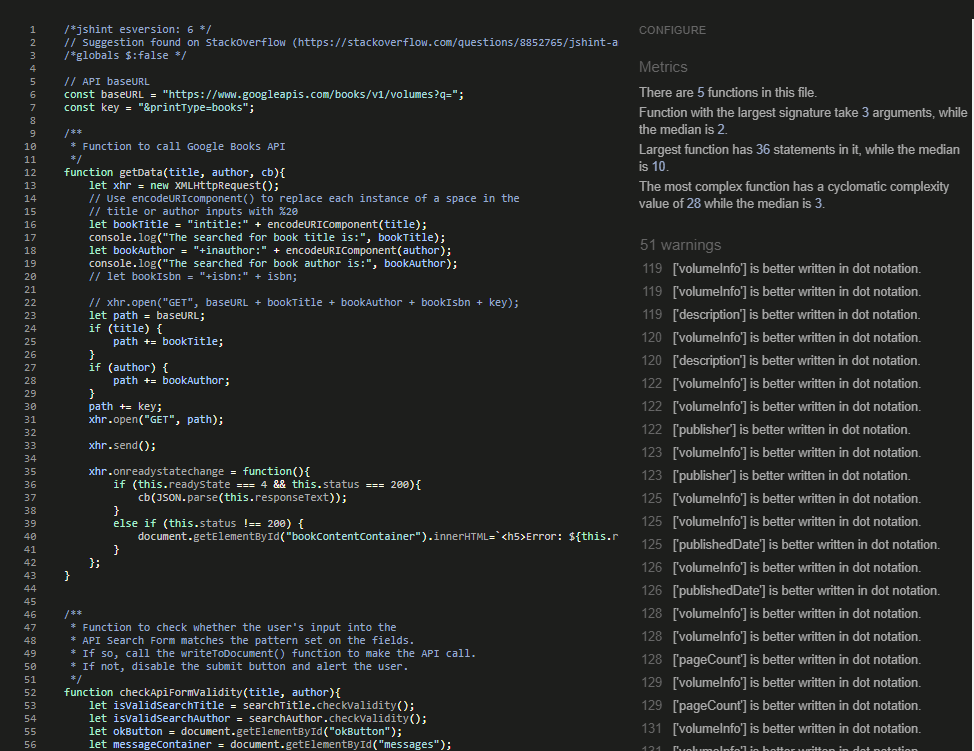 1 /*jshint esversion: 6 */
2 // Suggestion found on StackOverflow (https://stackoverflow.com/questions/8852765/jshint-a
3 /*globals $:false */
4
5 // API baseURL
6 const baseURL = "https://www.googleapis.com/books/v1/volumes?q=";
7 const key = "&printType=books";
8
9 /**
10 * Function to call Google Books API
11 */
12 function getData(title, author, cb){
13 let xhr = new XMLHttpRequest();
14 // Use encodeURIcomponent() to replace each instance of a space in the
15 // title or author inputs with %20
16 let bookTitle = "intitle:" + encodeURIComponent(title);
17 console.log("The searched for book title is:", bookTitle);
18 let bookAuthor = "+inauthor:" + encodeURIComponent(author);
19 console.log("The searched for book author is:", bookAuthor);
20 // let bookIsbn = "+isbn:" + isbn;
21
22 // xhr.open("GET", baseURL + bookTitle + bookAuthor + bookIsbn + key);
23 let path = baseURL;
24 if (title) {
25 path += bookTitle;
26 }
27 if (author) {
28 path += bookAuthor;
29 }
30 path += key;
31 xhr.open("GET", path);
32
33 xhr.send();
34
35 xhr.onreadystatechange = function(){
36 if (this.readyState === 4 && this.status === 200){
37 cb(JSON.parse(this.responseText));
38 }
39 else if (this.status !== 200) {
40 document.getElementById("bookContentContainer").innerHTML=`<h5>Error: ${this.r
41 }
42 };
43 }
44
45
46 /**
47 * Function to check whether the user's input into the
48 * API Search Form matches the pattern set on the fields.
49 * If so, call the writeToDocument() function to make the API call.
50 * If not, disable the submit button and alert the user.
51 */
52 function checkApiFormValidity(title, author){
53 let isValidSearchTitle = searchTitle.checkValidity();
54 let isValidSearchAuthor = searchAuthor.checkValidity();
55 let okButton = document.getElementById("okButton");
56 let messageContainer = document.getElementById("messages");
CONFIGURE
Metrics
There are 5 functions in this file.
Function with the largest signature take 3 arguments, while
the median is 2.
Largest function has 36 statements in it, while the median
is 10.
The most complex function has a cyclomatic complexity
value of 28 while the median is 3.
51 warnings
119 ['volumeInfo'] is better written in dot notation.
119 ['volumeInfo'] is better written in dot notation.
119 ['description'] is better written in dot notation.
120 ['volumeInfo'] is better written in dot notation.
120 ['description'] is better written in dot notation.
122 ['volumeInfo'] is better written in dot notation.
122 ['volumeInfo'] is better written in dot notation.
122 ['publisher'] is better written in dot notation.
123 ['volumeInfo'] is better written in dot notation.
123 ['publisher'] is better written in dot notation.
125 ['volumeInfo'] is better written in dot notation.
125 ['volumeInfo'] is better written in dot notation.
125 ['publishedDate'] is better written in dot notation.
126 ['volumeInfo'] is better written in dot notation.
126 ['publishedDate'] is better written in dot notation.
128 ['volumeInfo'] is better written in dot notation.
128 ['volumeInfo'] is better written in dot notation.
128 ['pageCount'] is better written in dot notation.
129 ['volumeInfo'] is better written in dot notation.
129 ['pageCount'] is better written in dot notation.
131 ['volumeInfo'] is better written in dot notation.
131 ['volumeInfo'] is better written in dot notation.